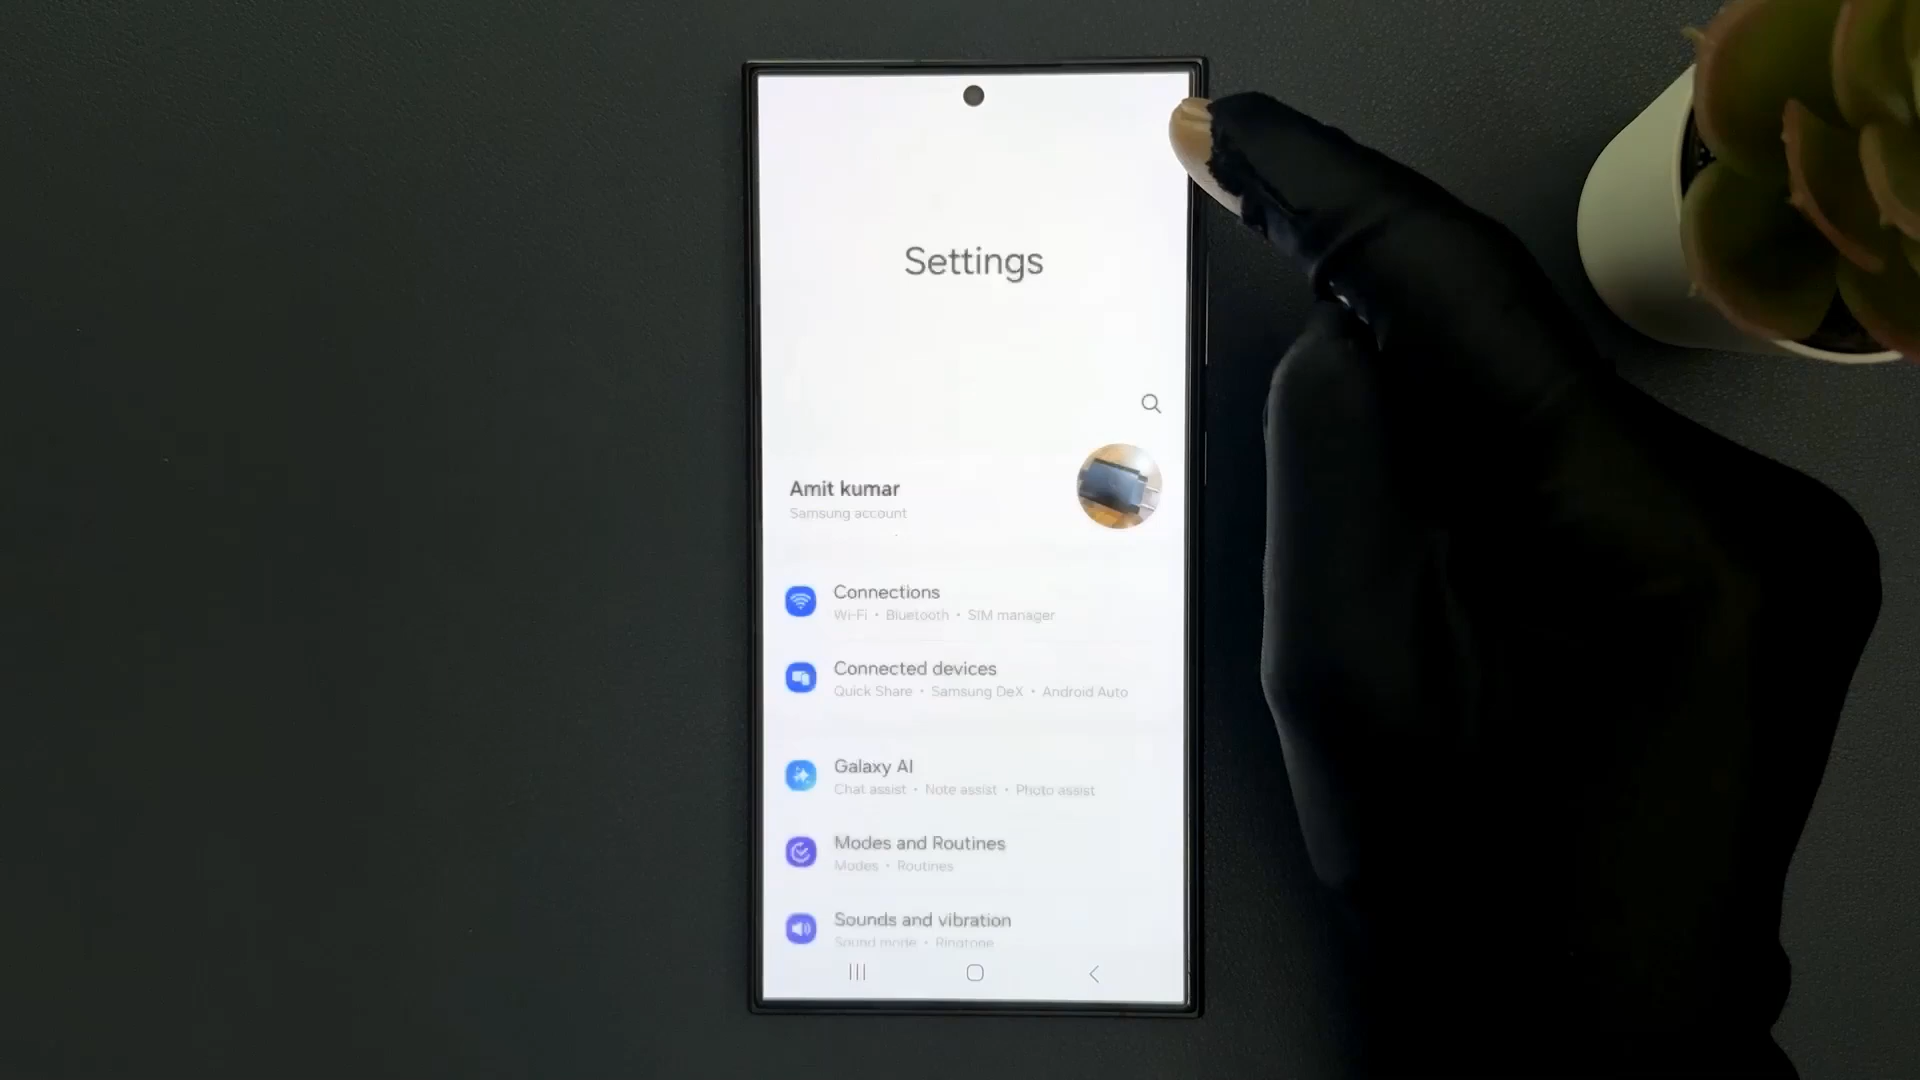 Settings
Amit kumar
Samsung account
Connections
Wi-Fi • Bluetooth • SIM manager
Connected devices
Quick Share • Samsung DeX • Android Auto
Galaxy AI
Chat assist • Note assist • Photo assist
Modes and Routines
Modes • Routines
Sounds and vibration
Sound mode • Ringtone